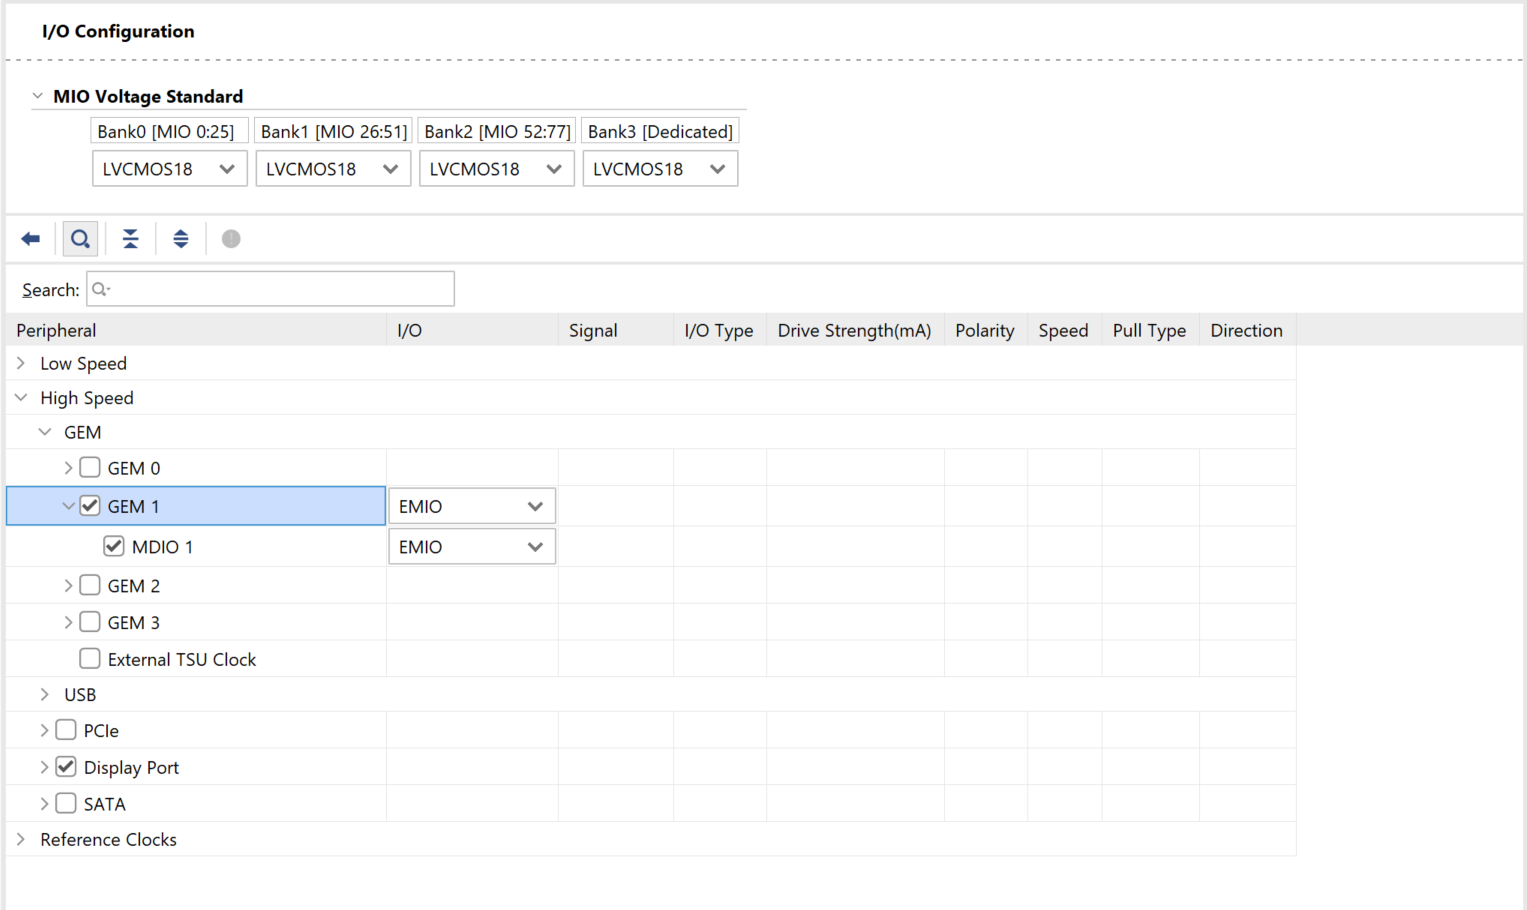 I/O Configuration
MIO Voltage Standard
Bank0 [MIO 0:25] Bank1 [MIO 26:51] Bank2 [MIO 52:77] Bank3 [Dedicated]
LVCMOS18 LVCMOS18 LVCMOS18 LVCMOS18
Search:
Peripheral I/O Signal I/O Type Drive Strength(mA) Polarity Speed Pull Type Direction
Low Speed
High Speed
GEM
GEM 0
GEM 1 EMIO
MDIO 1 EMIO
GEM 2
GEM 3
External TSU Clock
USB
PCIe
Display Port
SATA
Reference Clocks